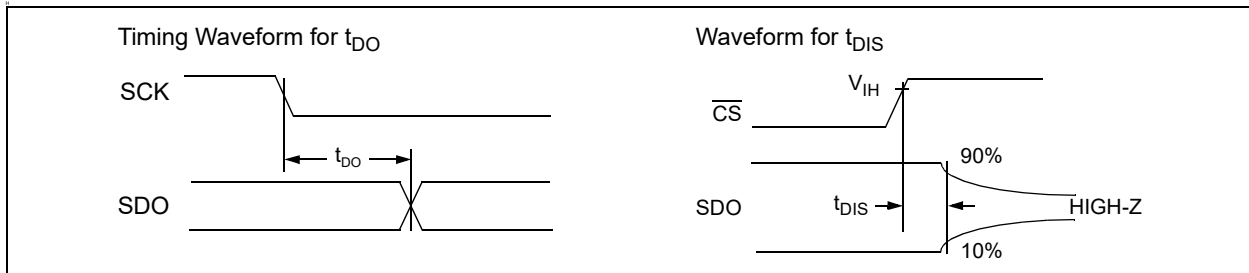 Timing Waveform for tDO
SCK
tDO
SDO
Waveform for tDIS
VIH
CS
90%
SDO
tDIS
HIGH-Z
10%